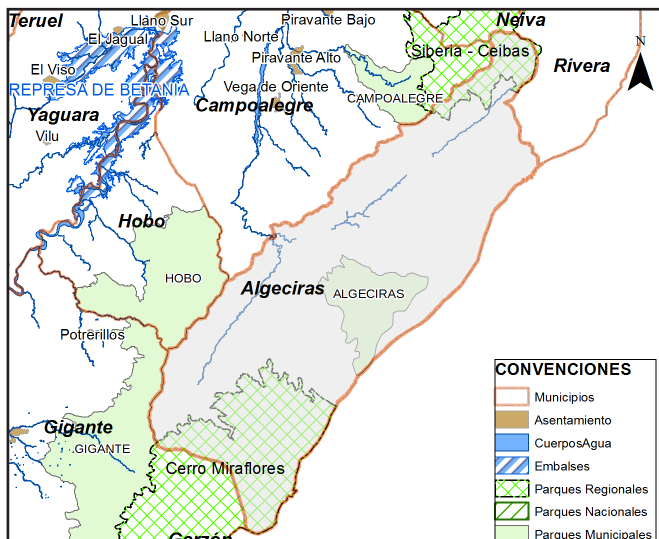 Teruel
Llano Sur
Piravante Bajo
Neiva
El Jagual
Llano Norte
Siberia - Ceibas
Piravante Alto
N
El Viso
Rivera
REPRESA DE BETANIA
Vega de Oriente
CAMPOALEGRE
Yaguara
Campoalegre
Vilu
Hobo
HOBO
Algeciras
ALGECIRAS
Potrerillos
Gigante
GIGANTE
Cerro Miraflores
Garzón
CONVENCIONES
Municipios
Asentamiento
CuerposAgua
Embalses
Parques Regionales
Parques Nacionales
Parques Municipales